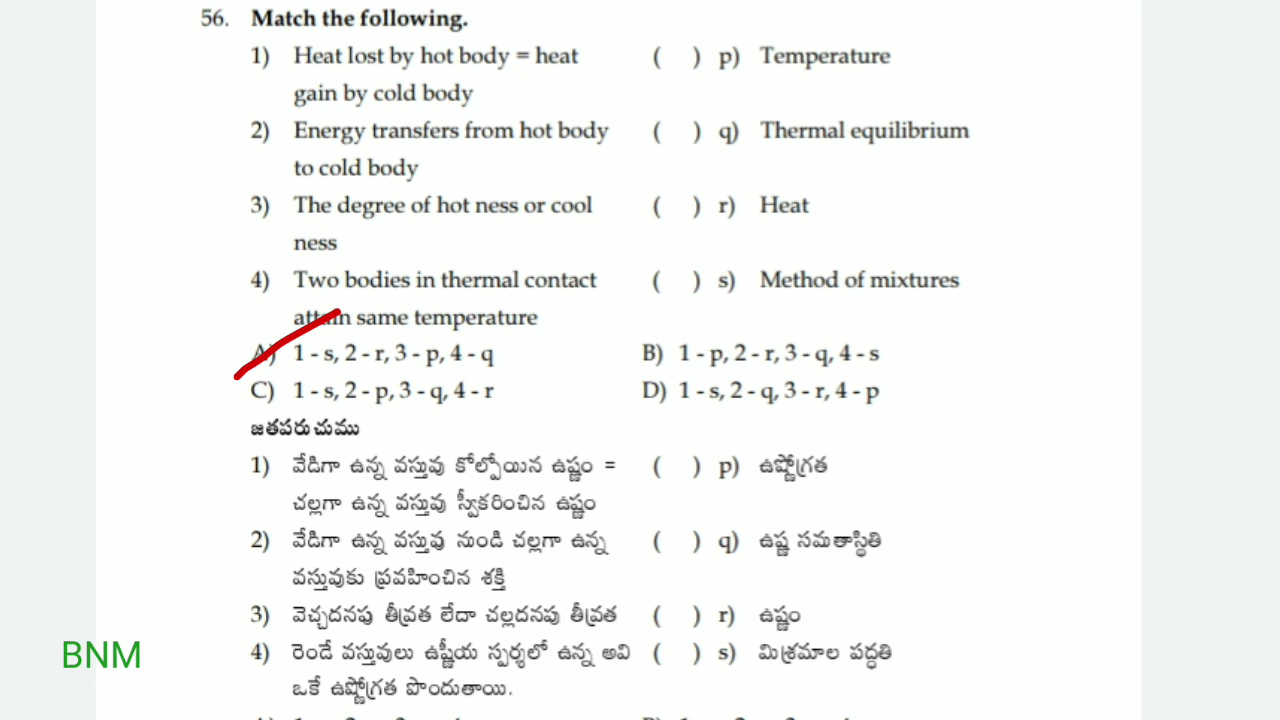 56. Match the following.
1) Heat lost by hot body = heat ( ) p) Temperature
gain by cold body
2) Energy transfers from hot body ( ) q) Thermal equilibrium
to cold body
3) The degree of hot ness or cool ( ) r) Heat
ness
4) Two bodies in thermal contact ( ) s) Method of mixtures
attain same temperature
A) 1 - s, 2 - r, 3 - p, 4 - q B) 1 - p, 2 - r, 3 - q, 4 - s
C) 1 - s, 2 - p, 3 - q, 4 - r D) 1 - s, 2 - q, 3 - r, 4 - p
జతపరుచుము
1) వేడిగా ఉన్న వస్తువు కోల్పోయిన ఉష్ణం = ( ) p) ఉష్ణోగ్రత
చల్లగా ఉన్న వస్తువు స్వీకరించిన ఉష్ణం
2) వేడిగా ఉన్న వస్తువు నుండి చల్లగా ఉన్న ( ) q) ఉష్ణ సమతాస్థితి
వస్తువుకు ప్రవహించిన శక్తి
3) వెచ్చదనపు తీవ్రత లేదా చల్లదనపు తీవ్రత ( ) r) ఉష్ణం
4) రెండే వస్తువులు ఉష్ణీయ స్పర్శలో ఉన్న అవి ( ) s) మిశ్రమాల పద్ధతి
ఒకే ఉష్ణోగ్రత పొందుతాయి.
BNM